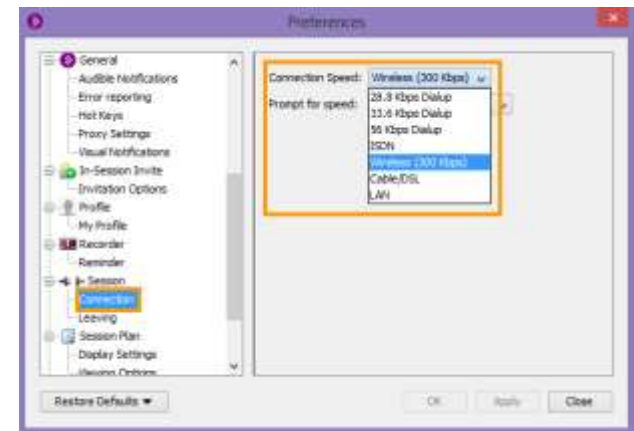 Preferences
General
Audible Notifications
Error reporting
Hot Keys
Proxy Settings
Visual Notifications
In-Session Invite
Invitation Options
Profile
My Profile
Recorder
Reminder
Session
Connection
Leaving
Session Plan
Display Settings
Viewing Options
Connection Speed: Wireless (300 Kbps)
Prompt for speed:
28.8 Kbps Dialup
33.6 Kbps Dialup
56 Kbps Dialup
ISDN
Wireless (300 Kbps)
Cable/DSL
LAN
Restore Defaults
OK Apply Close